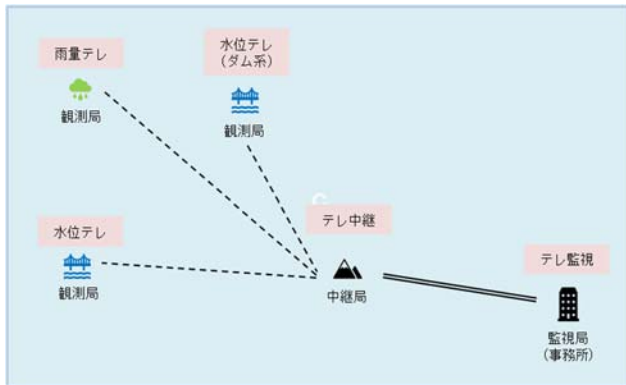 雨量テレ
観測局
水位テレ
(ダム系)
観測局
水位テレ
観測局
テレ中継
中継局
テレ監視
監視局
(事務所)